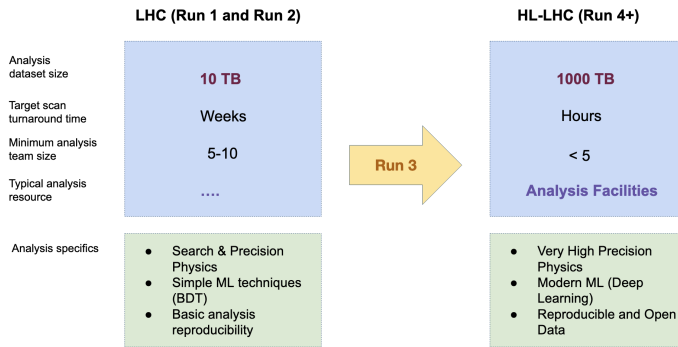 LHC (Run 1 and Run 2)
HL-LHC (Run 4+)
Analysis
dataset size
10 TB
1000 TB
Target scan
turnaround time
Weeks
Hours
Minimum analysis
team size
5-10
< 5
Run 3
Typical analysis
resource
....
Analysis Facilities
Analysis specifics
● Search & Precision
Physics
● Simple ML techniques
(BDT)
● Basic analysis
reproducibility
● Very High Precision
Physics
● Modern ML (Deep
Learning)
● Reproducible and Open
Data